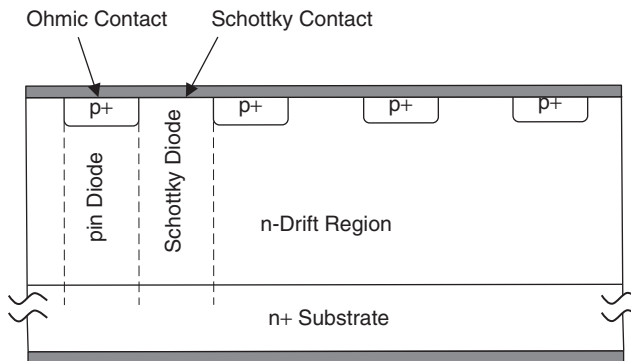 Ohmic Contact
Schottky Contact
p+
p+
p+
p+
pin Diode
Schottky Diode
n-Drift Region
n+ Substrate